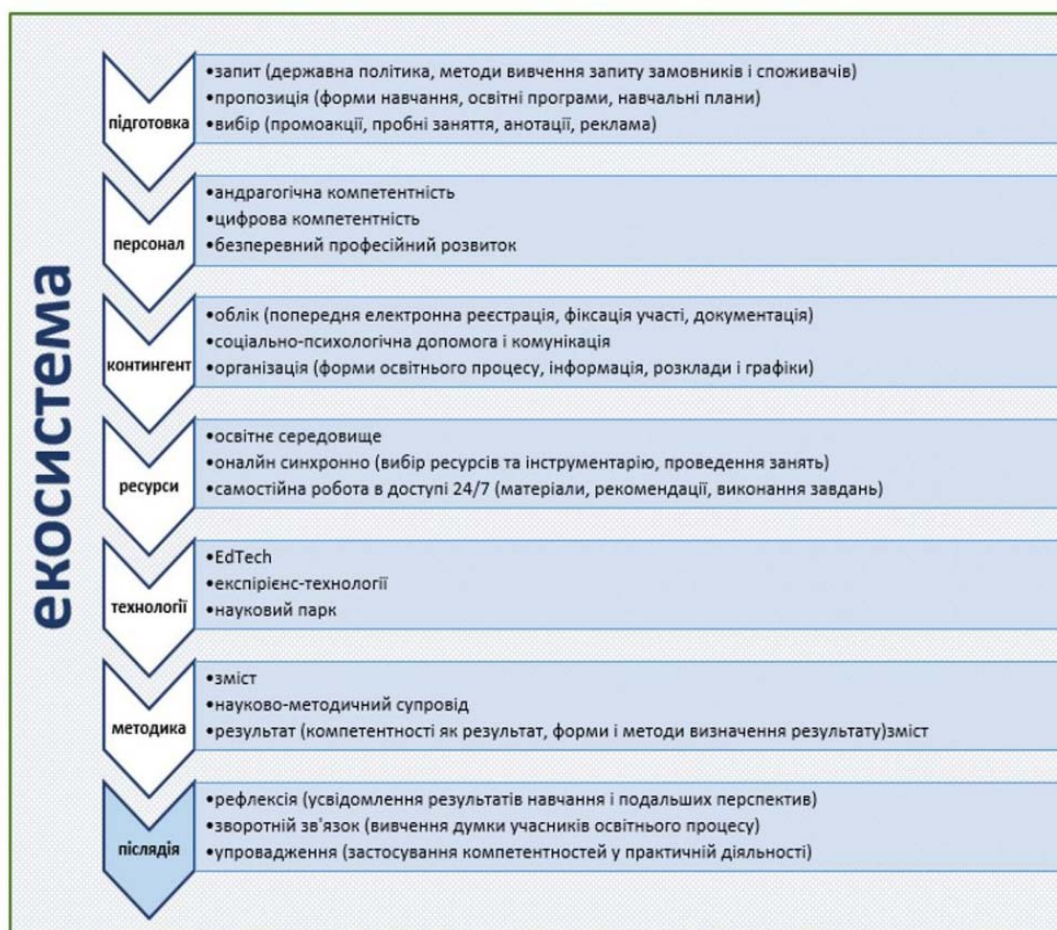 екосистема
підготовка
•запит (державна політика, методи вивчення запиту замовників і споживачів)
•пропозиція (форми навчання, освітні програми, навчальні плани)
•вибір (промоакції, пробні заняття, анотації, реклама)
персонал
•андрагогічна компетентність
•цифрова компетентність
•безперевний професійний розвиток
контингент
•облік (попередня електронна реєстрація, фіксація участі, документація)
•соціально-психологічна допомога і комунікація
•організація (форми освітнього процесу, інформація, розклади і графіки)
ресурси
•освітнє середовище
•оналйн синхронно (вибір ресурсів та інструментарію, проведення занять)
•самостійна робота в доступі 24/7 (матеріали, рекомендації, виконання завдань)
технології
•EdTech
•експірієнс-технології
•науковий парк
методика
•зміст
•науково-методичний супровід
•результат (компетентності як результат, форми і методи визначення результату)зміст
післядія
•рефлексія (усвідомлення результатів навчання і подальших перспектив)
•зворотній зв'язок (вивчення думки учасників освітнього процесу)
•упровадження (застосування компетентностей у практичній діяльності)